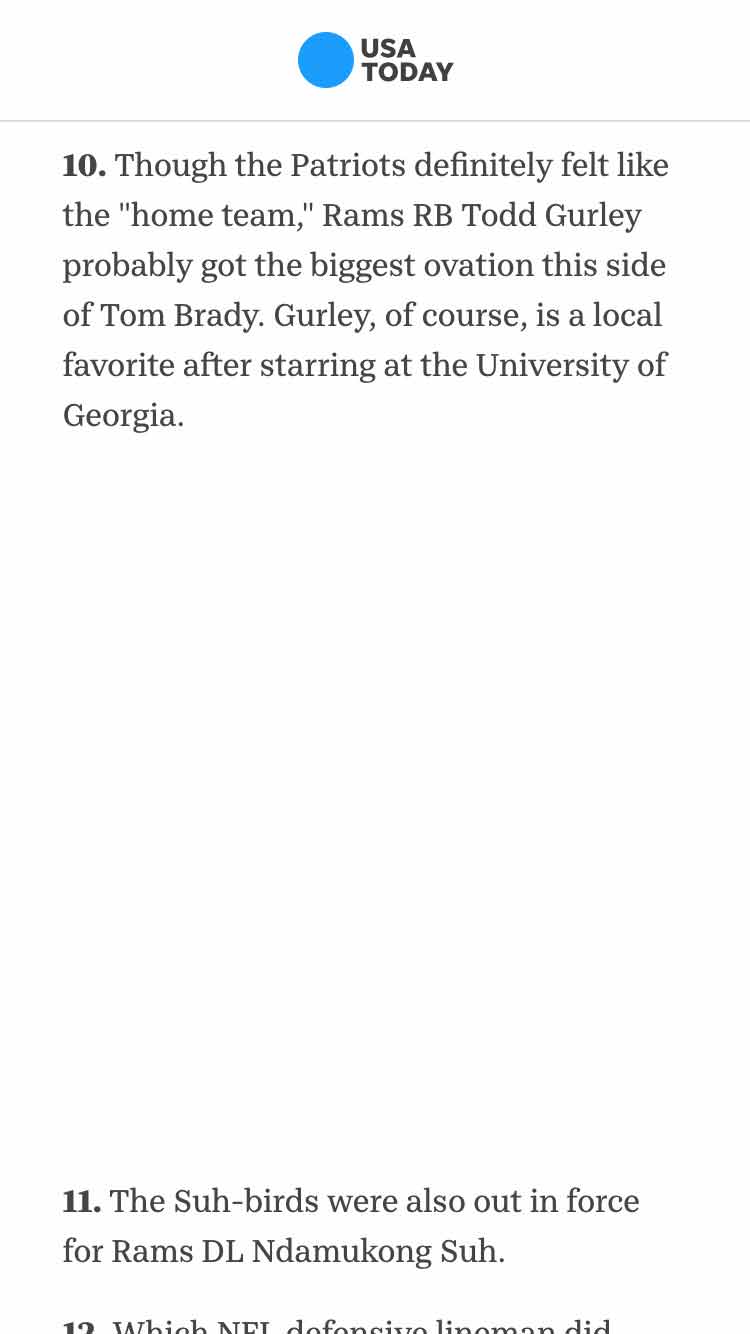 USA
TODAY
10. Though the Patriots definitely felt like
the "home team," Rams RB Todd Gurley
probably got the biggest ovation this side
of Tom Brady. Gurley, of course, is a local
favorite after starring at the University of
Georgia.
11. The Suh-birds were also out in force
for Rams DL Ndamukong Suh.
12. Which NFL defensive lineman did